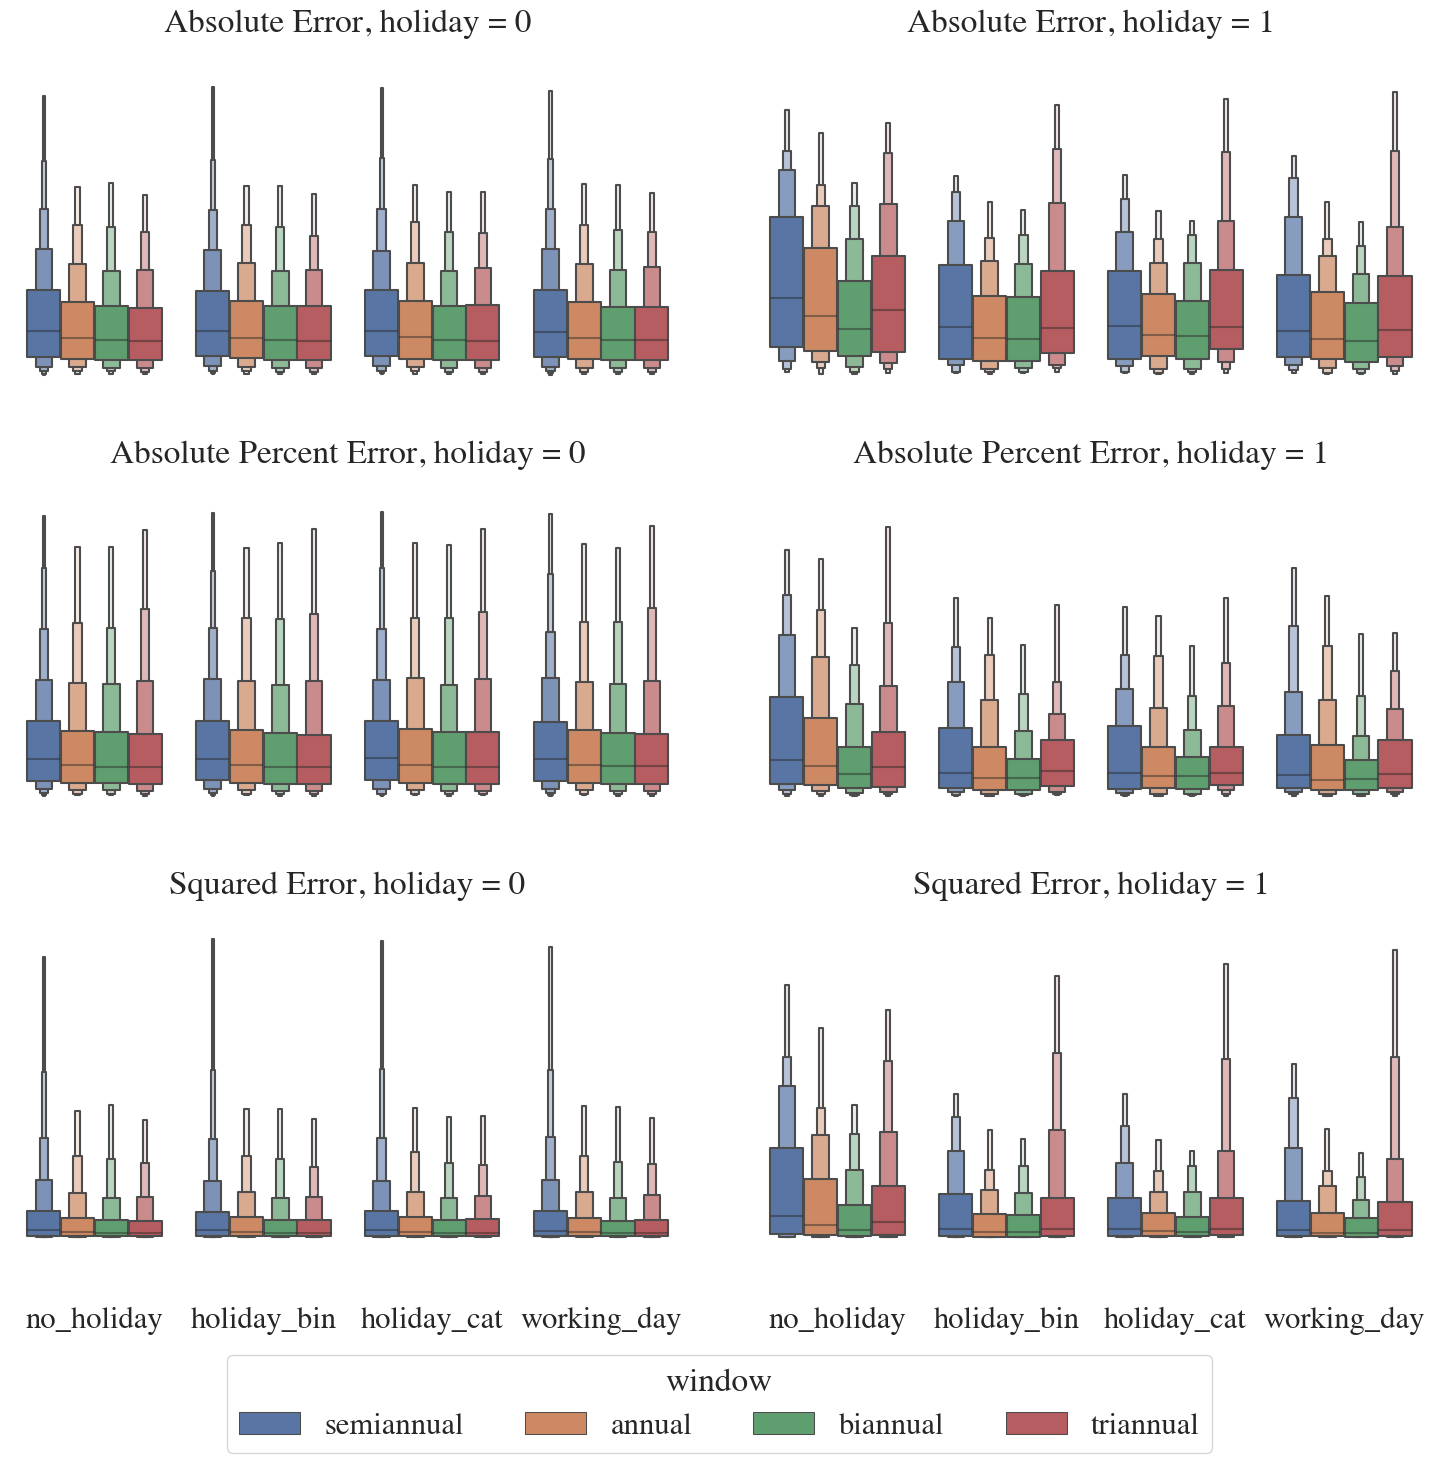 Absolute Error, holiday = 0
Absolute Error, holiday = 1
Absolute Percent Error, holiday = 0
Absolute Percent Error, holiday = 1
Squared Error, holiday = 0
Squared Error, holiday = 1
no_holiday holiday_bin holiday_cat working_day
no_holiday holiday_bin holiday_cat working_day
window
semiannual annual biannual triannual